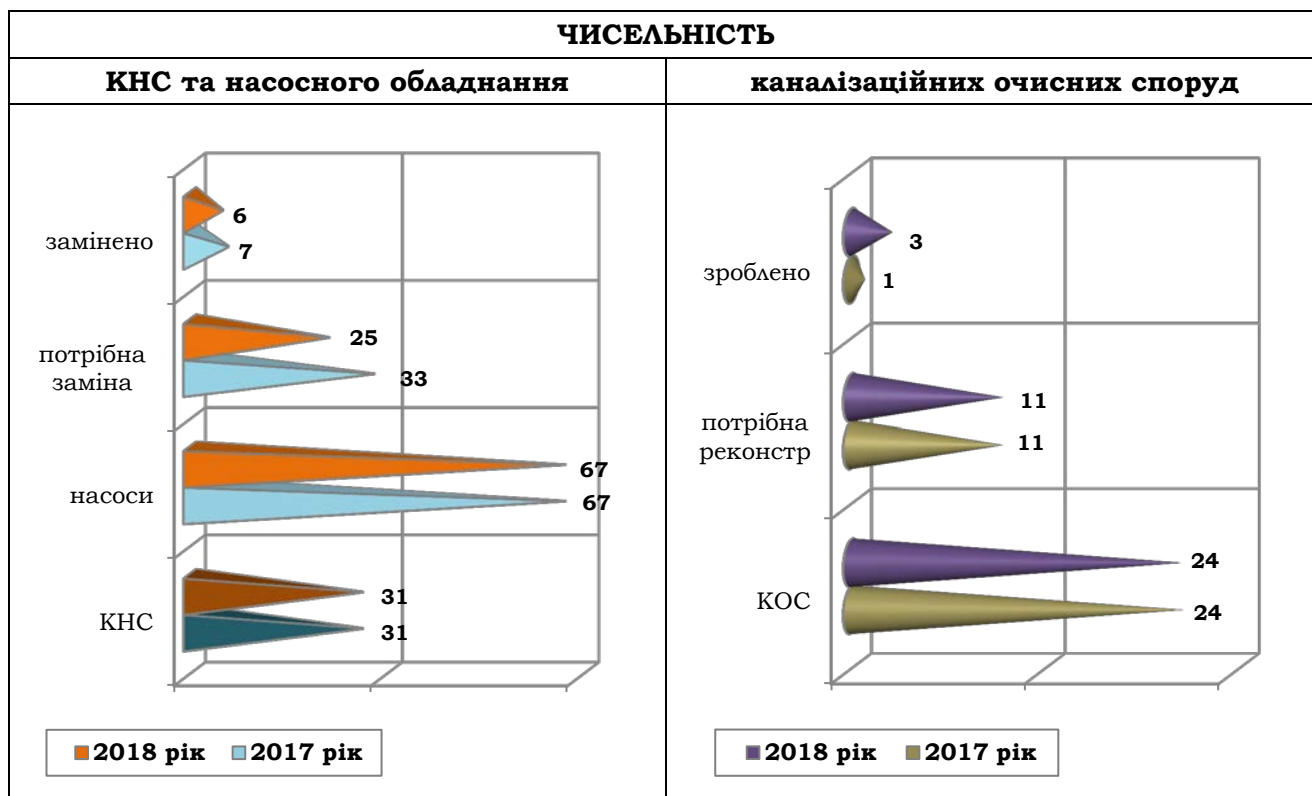 ЧИСЕЛЬНІСТЬ
КНС та насосного обладнання
каналізаційних очисних споруд
замінено
6
7
потрібна
заміна
25
33
насоси
67
67
КНС
31
31
2018 рік
2017 рік
зроблено
3
1
потрібна
реконстр
11
11
КОС
24
24
2018 рік
2017 рік